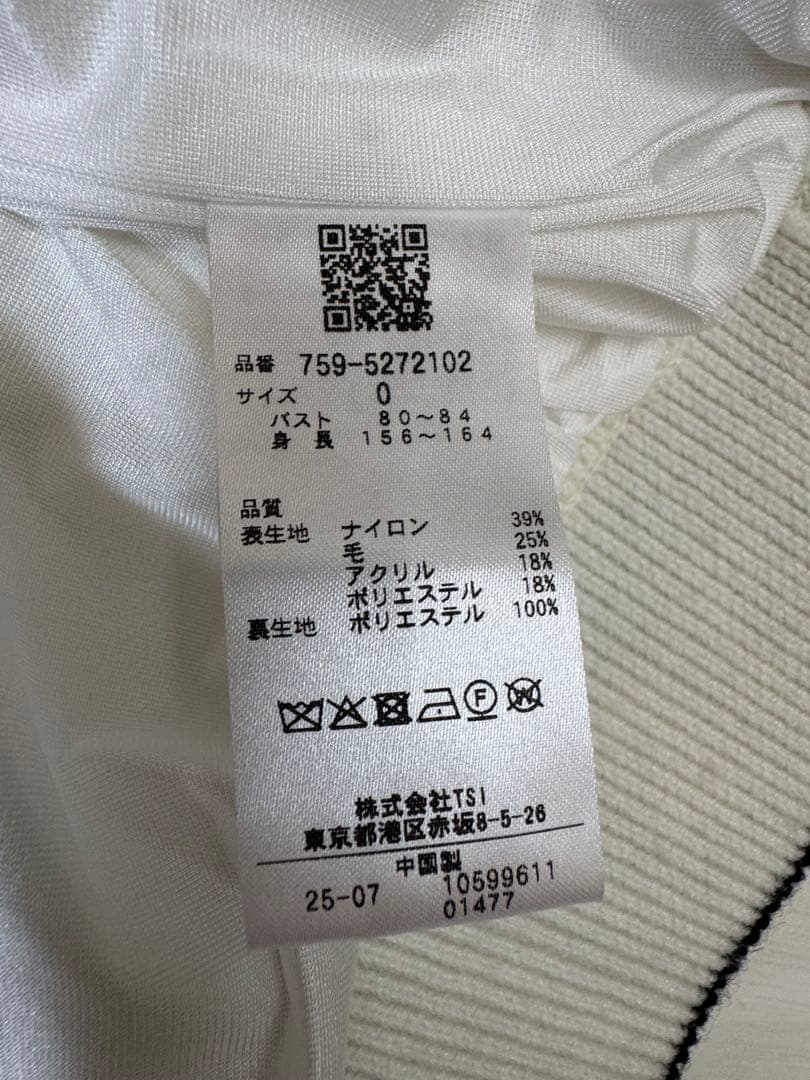 品番 759-5272102
サイズ 0
バスト 80～84
身長 156～164
品質
表生地 ナイロン 39%
毛 25%
アクリル 18%
ポリエステル 18%
裏生地 ポリエステル 100%
F
W
株式会社TSI
東京都港区赤坂8-5-26
中国製
25-07 10599611
01477